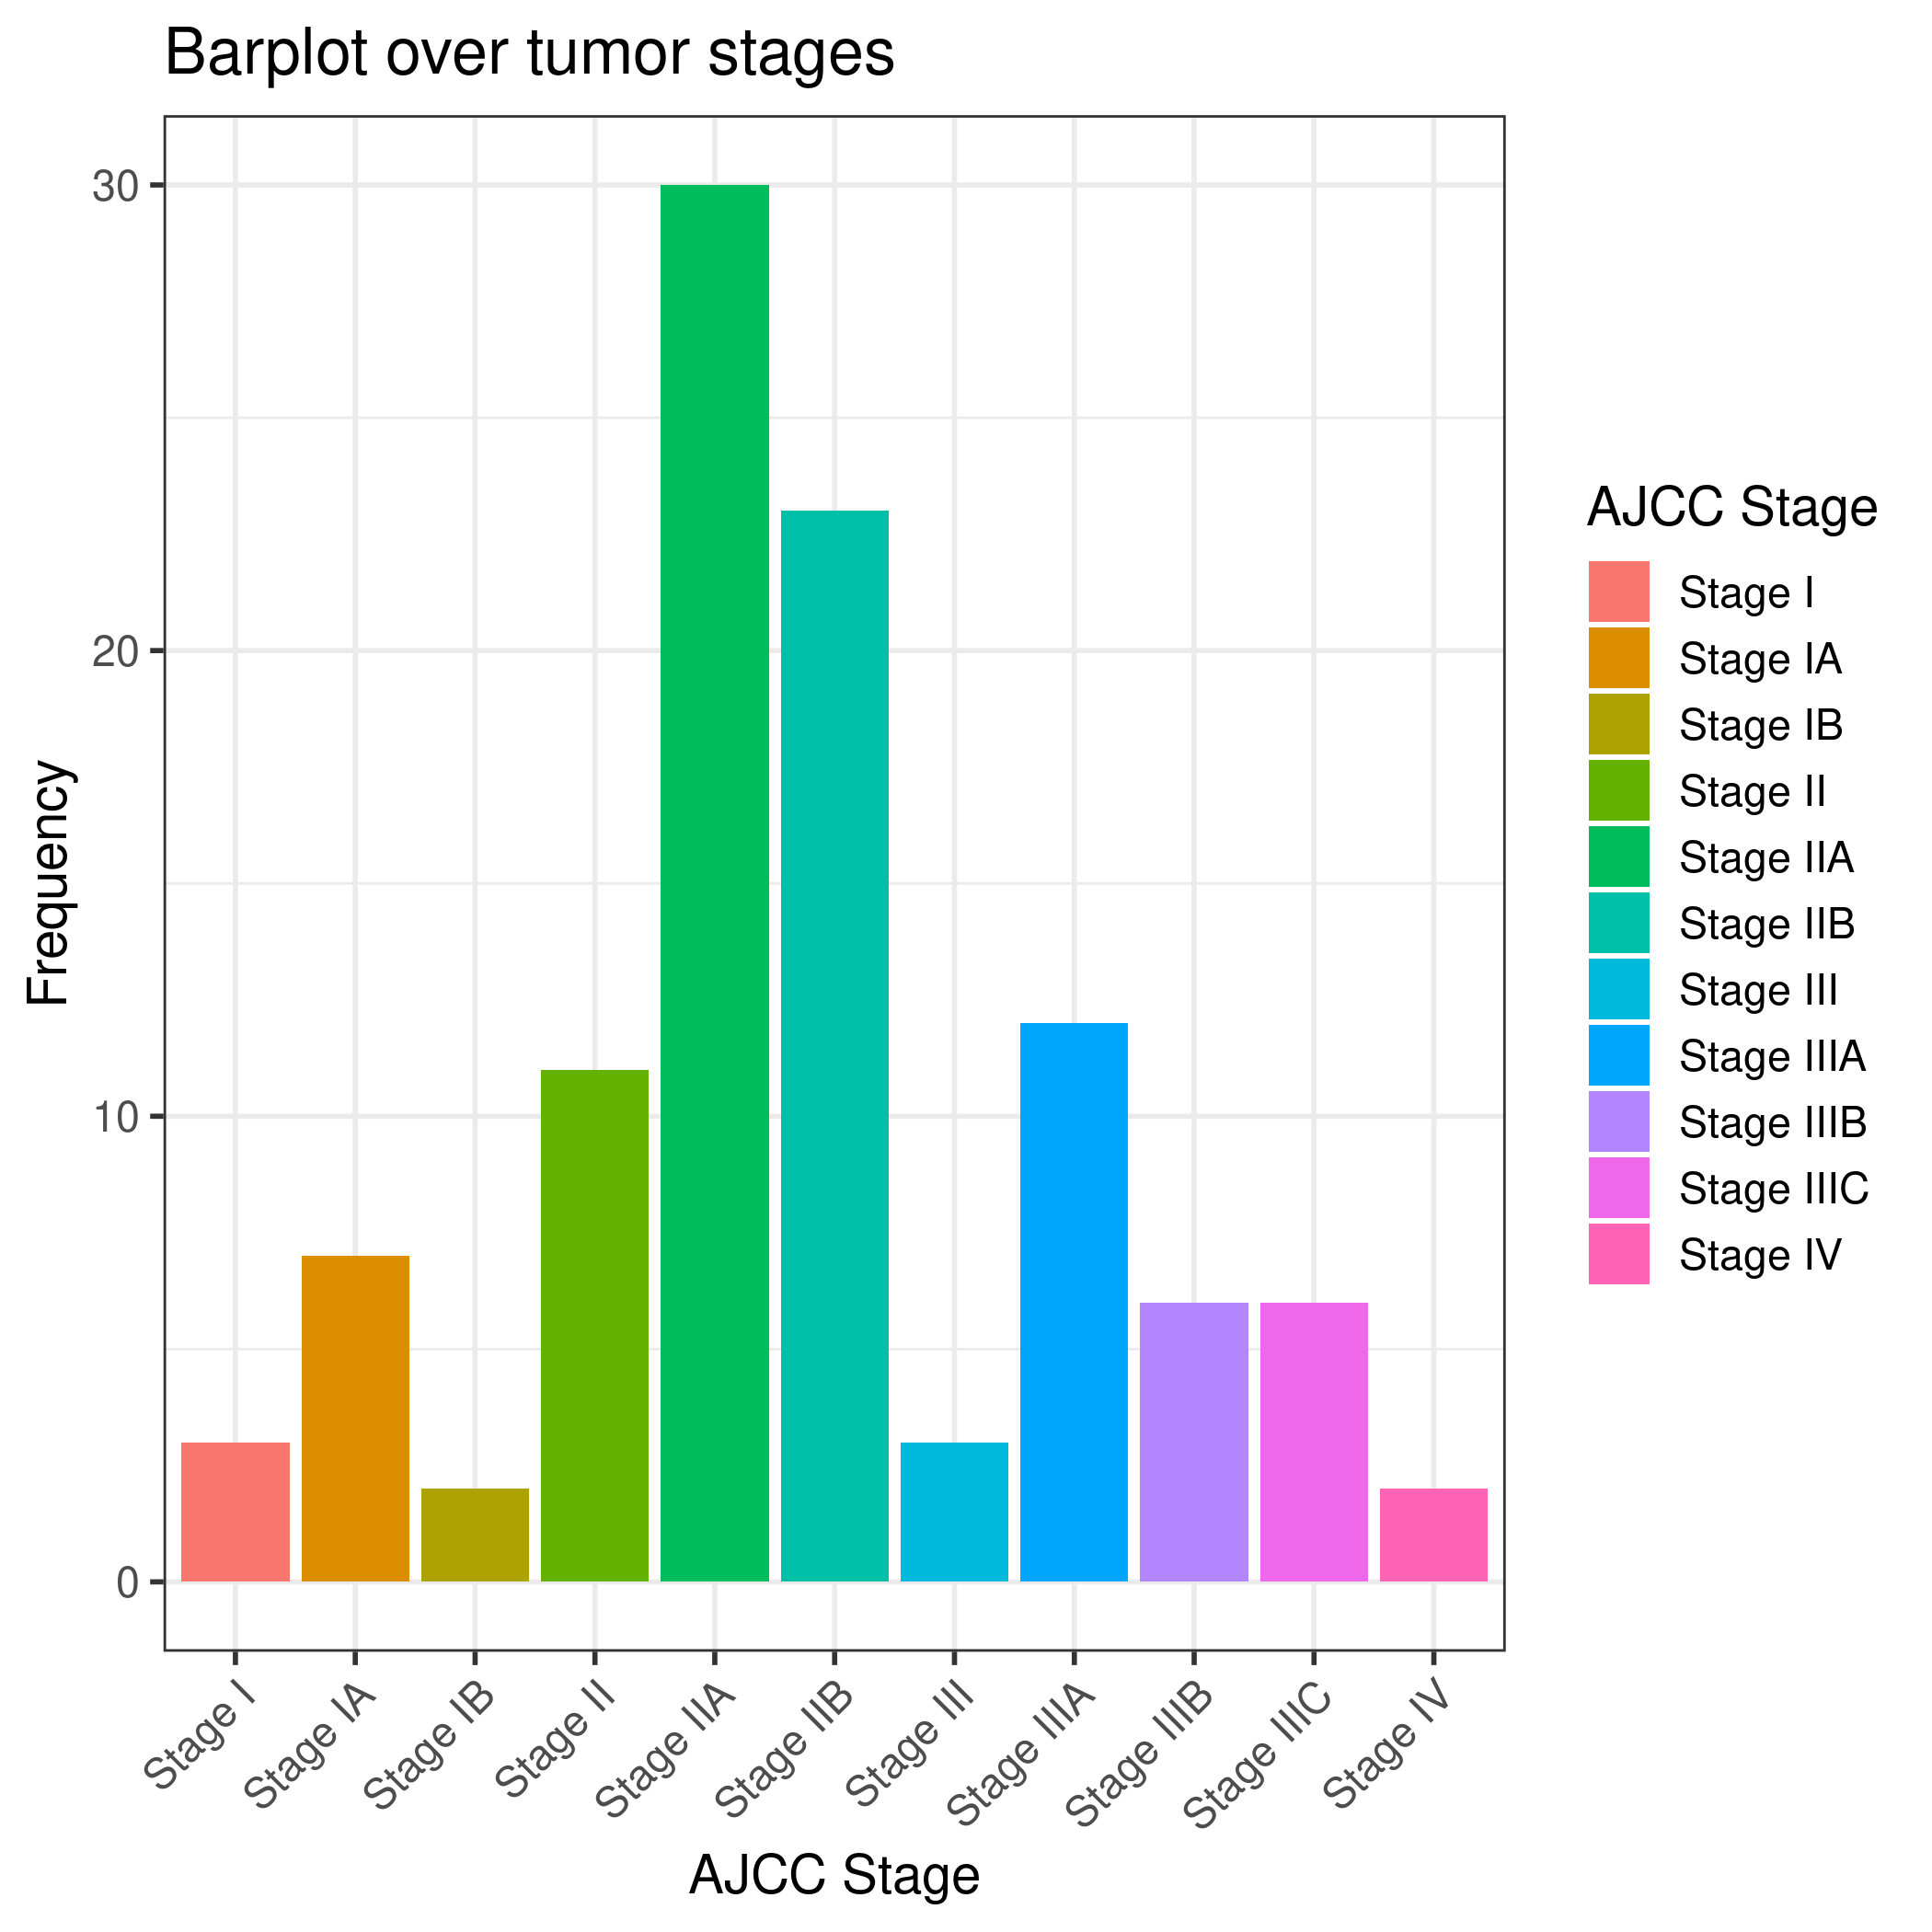 Barplot over tumor stages
30
20
10
0
Frequency
Stage I
Stage IA
Stage IB
Stage II
Stage IIA
Stage IIB
Stage III
Stage IIIA
Stage IIIB
Stage IIIC
Stage IV
AJCC Stage
AJCC Stage
Stage I
Stage IA
Stage IB
Stage II
Stage IIA
Stage IIB
Stage III
Stage IIIA
Stage IIIB
Stage IIIC
Stage IV